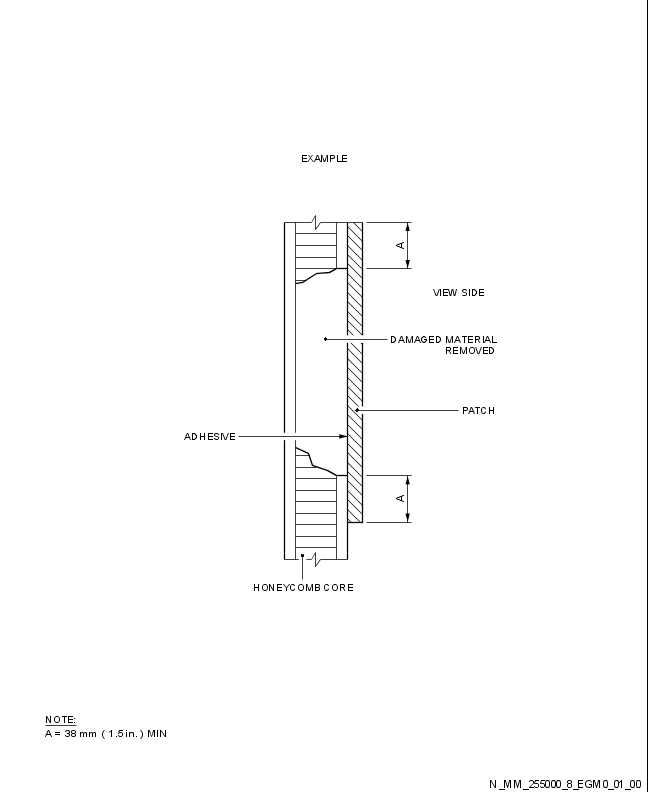 EXAMPLE
A
VIEW SIDE
DAMAGED MATERIAL
REMOVED
PATCH
ADHESIVE
A
HONEYCOMB CORE
NOTE:
A = 38 mm ( 1.5 in. ) MIN
N_MM_255000_8_EGM0_01_00